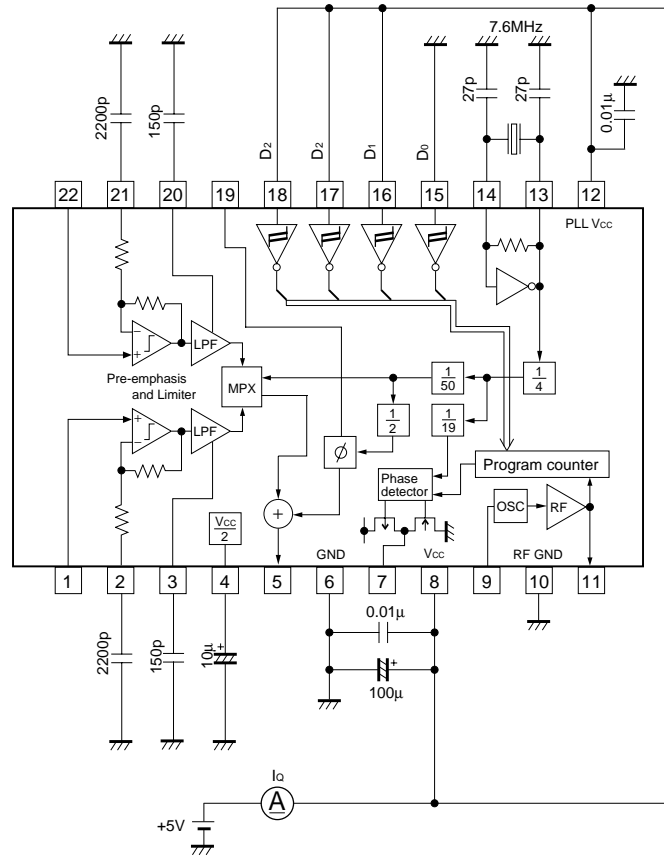 7.6MHz
2200p
150p
D2
D2
D1
D0
27p
27p
0.01μ
22
21
20
19
18
17
16
15
14
13
12
PLL VCC
LPF
Pre-emphasis
and Limiter
MPX
1/50
1/4
1/2
1/19
LPF
ϕ
Phase
detector
Program counter
VCC/2
+
OSC
RF
GND
VCC
RF GND
1
2
3
4
5
6
7
8
9
10
11
2200p
150p
10μ
+
0.01μ
+
100μ
IQ
A
+5V